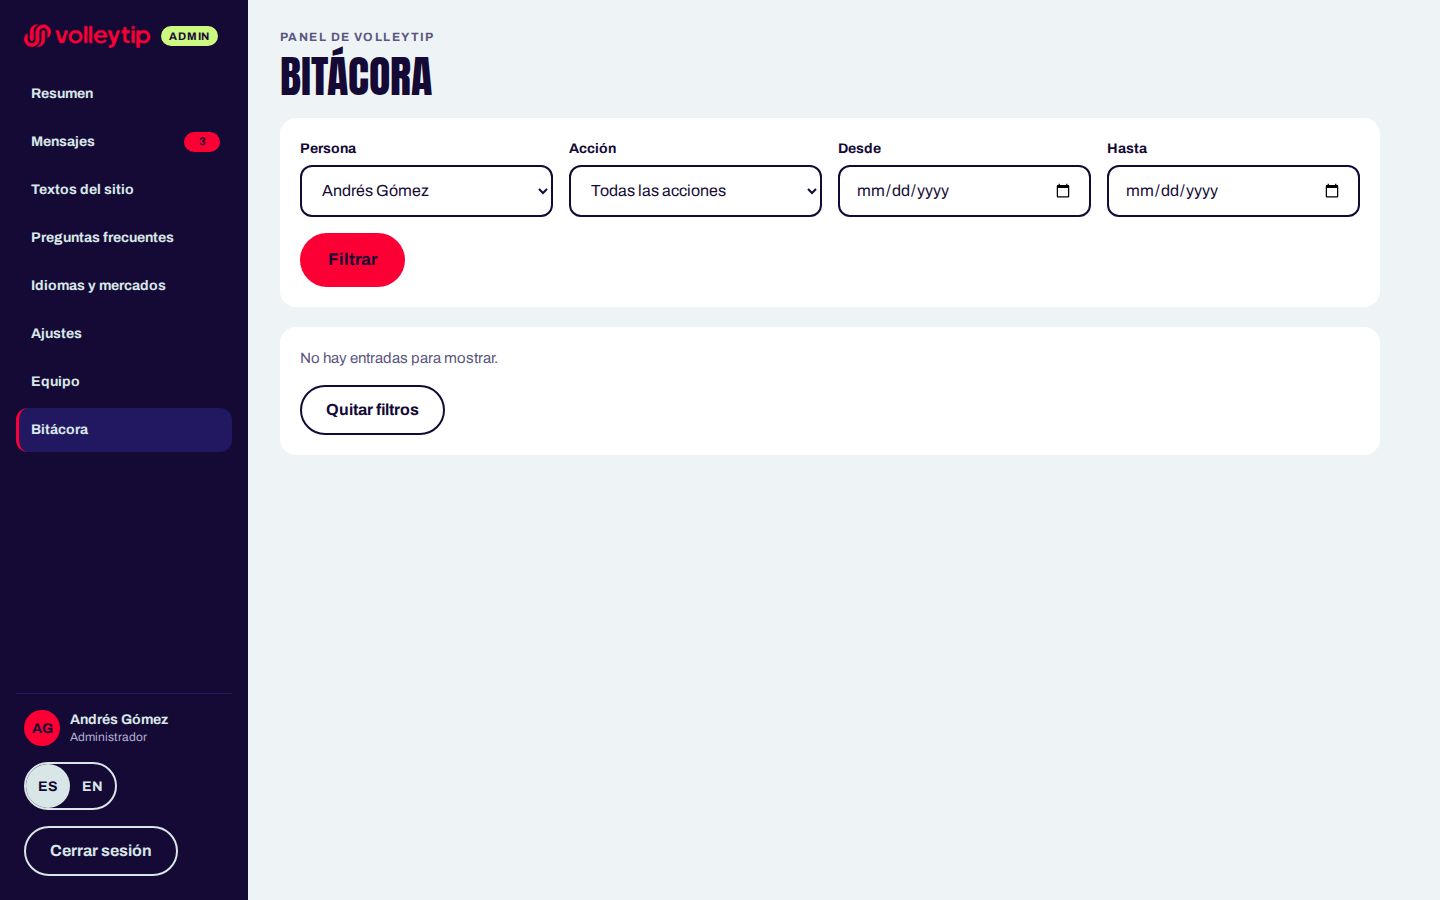 volleytip ADMIN
Resumen
Mensajes 3
Textos del sitio
Preguntas frecuentes
Idiomas y mercados
Ajustes
Equipo
Bitácora
AG Andrés Gómez
Administrador
ES EN
Cerrar sesión
PANEL DE VOLLEYTIP
BITÁCORA
Persona Acción Desde Hasta
Andrés Gómez Todas las acciones mm/dd/yyyy mm/dd/yyyy
Filtrar
No hay entradas para mostrar.
Quitar filtros